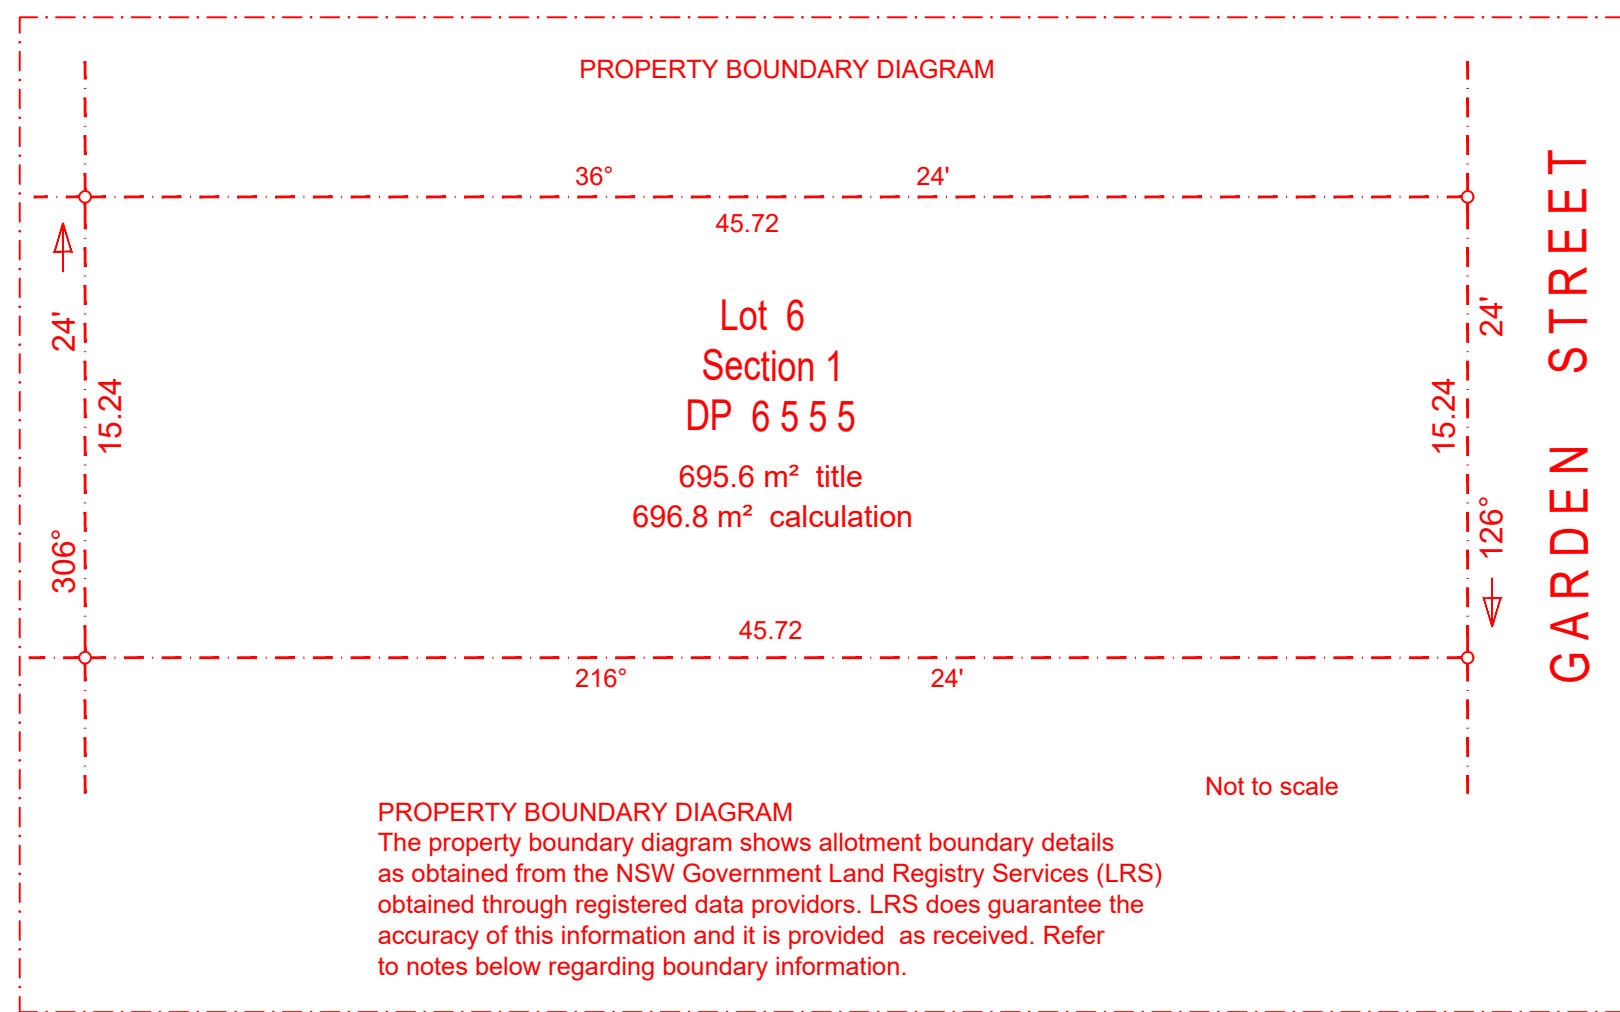 PROPERTY BOUNDARY DIAGRAM
36° 24'
45.72
24'
15.24
306°
Lot 6
Section 1
DP 6 5 5 5
695.6 m² title
696.8 m² calculation
24'
15.24
126°
GARDEN STREET
45.72
216° 24'
Not to scale
PROPERTY BOUNDARY DIAGRAM
The property boundary diagram shows allotment boundary details
as obtained from the NSW Government Land Registry Services (LRS)
obtained through registered data providors. LRS does guarantee the
accuracy of this information and it is provided as received. Refer
to notes below regarding boundary information.